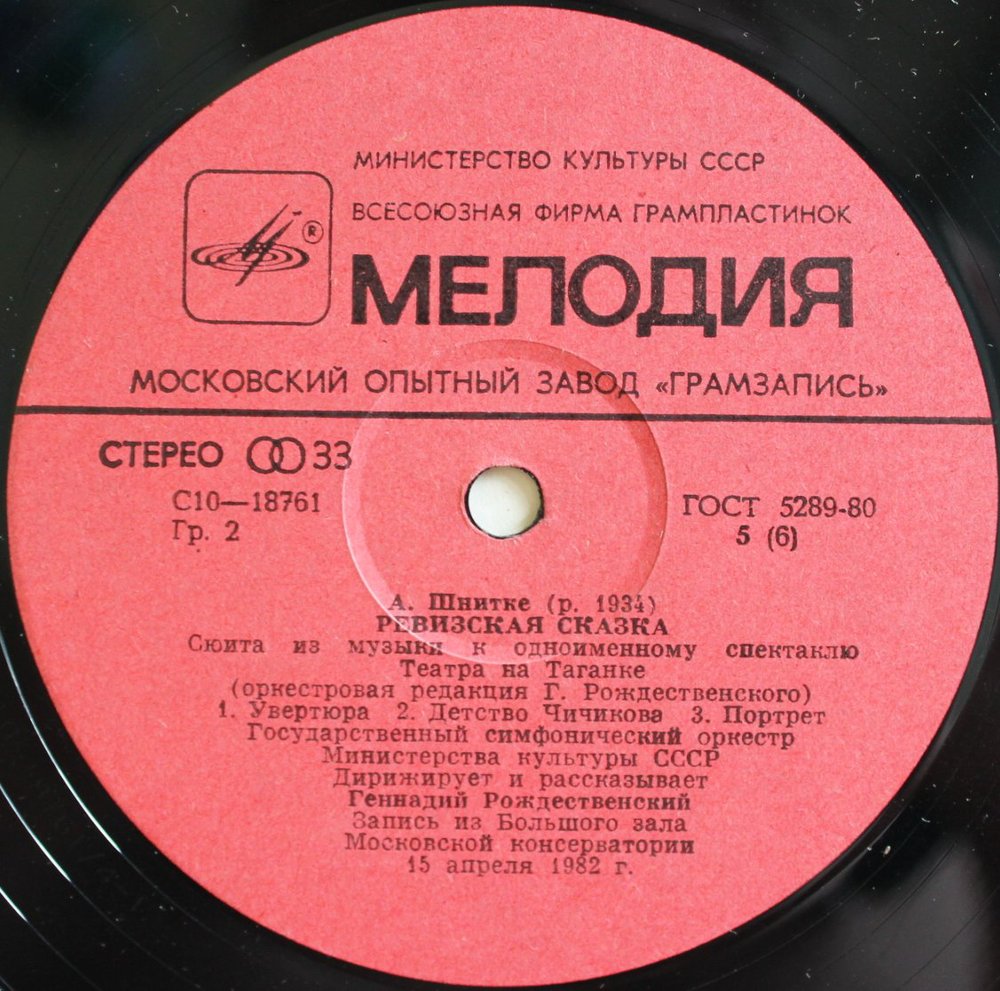 МИНИСТЕРСТВО КУЛЬТУРЫ СССР
ВСЕСОЮЗНАЯ ФИРМА ГРАМПЛАСТИНОК
®
МЕЛОДИЯ
МОСКОВСКИЙ ОПЫТНЫЙ ЗАВОД «ГРАМЗАПИСЬ»
СТЕРЕО 33
С10—18761
Гр. 2
ГОСТ 5289-80
5 (6)
А. Шнитке (р. 1934)
РЕВИЗСКАЯ СКАЗКА
Сюита из музыки к одноименному спектаклю
Театра на Таганке
(оркестровая редакция Г. Рождественского)
1. Увертюра 2. Детство Чичикова 3. Портрет
Государственный симфонический оркестр
Министерства культуры СССР
Дирижирует и рассказывает
Геннадий Рождественский
Запись из Большого зала
Московской консерватории
15 апреля 1982 г.